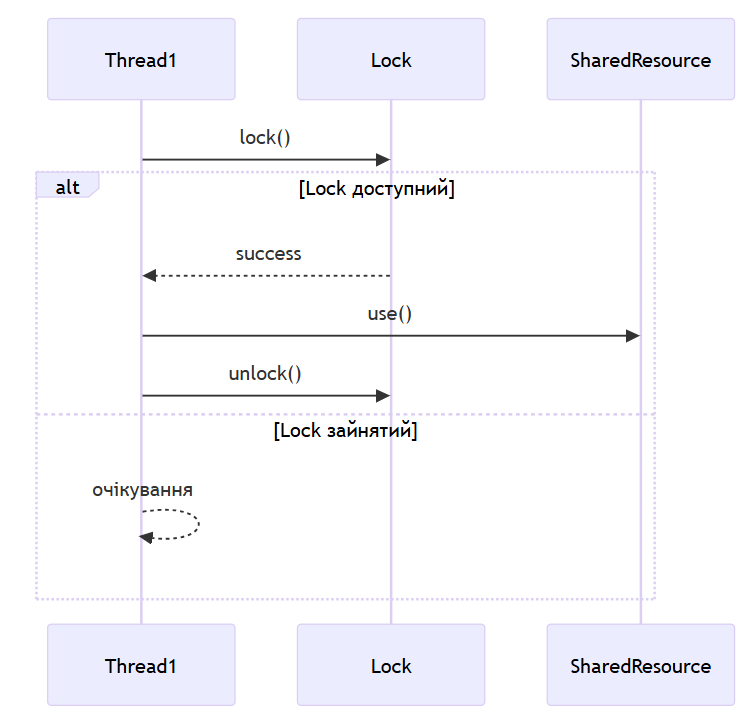 Thread1
Lock
SharedResource
lock()
alt
[Lock доступний]
success
use()
unlock()
[Lock зайнятий]
очікування
Thread1
Lock
SharedResource